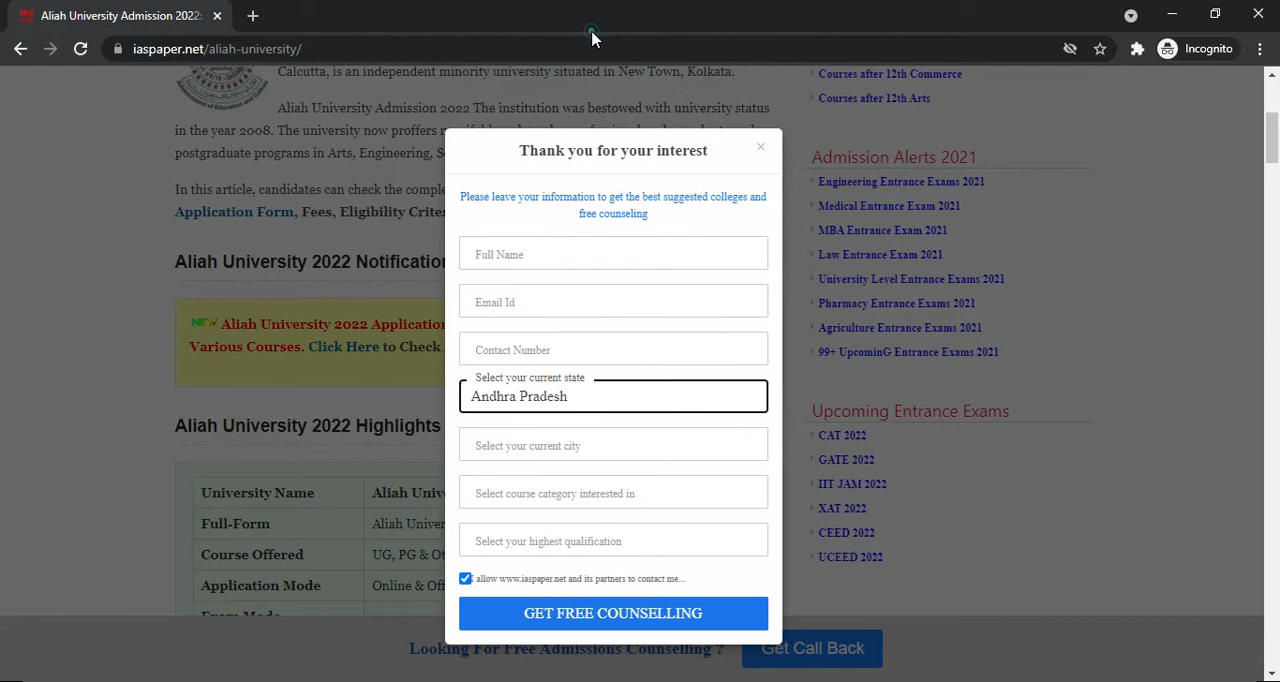 Aliah University Admission 2022:
iaspaper.net/aliah-university/
Incognito
Calcutta, is an independent minority university situated in New Town, Kolkata.
Aliah University Admission 2022 The institution was bestowed with university status
in the year 2008. The university now proffers
postgraduate programs in Arts, Engineering,
In this article, candidates can check the
Application Form, Fees, Eligibility
Aliah University 2022 Notification
NEW Aliah University 2022
Various Courses. Click Here to Check
Aliah University 2022 Highlights
University Name Aliah
Full-Form Aliah
Course Offered UG, PG &
Application Mode Online &
Thank you for your interest
×
Please leave your information to get the best suggested colleges and
free counseling
Full Name
Email Id
Contact Number
Select your current state
Andhra Pradesh
Select your current city
Select course category interested in
Select your highest qualification
I allow www.iaspaper.net and its partners to contact me...
GET FREE COUNSELLING
Courses after 12th Commerce
Courses after 12th Arts
Admission Alerts 2021
Engineering Entrance Exams 2021
Medical Entrance Exam 2021
MBA Entrance Exam 2021
Law Entrance Exam 2021
University Level Entrance Exams 2021
Pharmacy Entrance Exams 2021
Agriculture Entrance Exams 2021
99+ UpcominG Entrance Exams 2021
Upcoming Entrance Exams
CAT 2022
GATE 2022
IIT JAM 2022
XAT 2022
CEED 2022
UCEED 2022
Looking For Free Admissions Counselling ?
Get Call Back